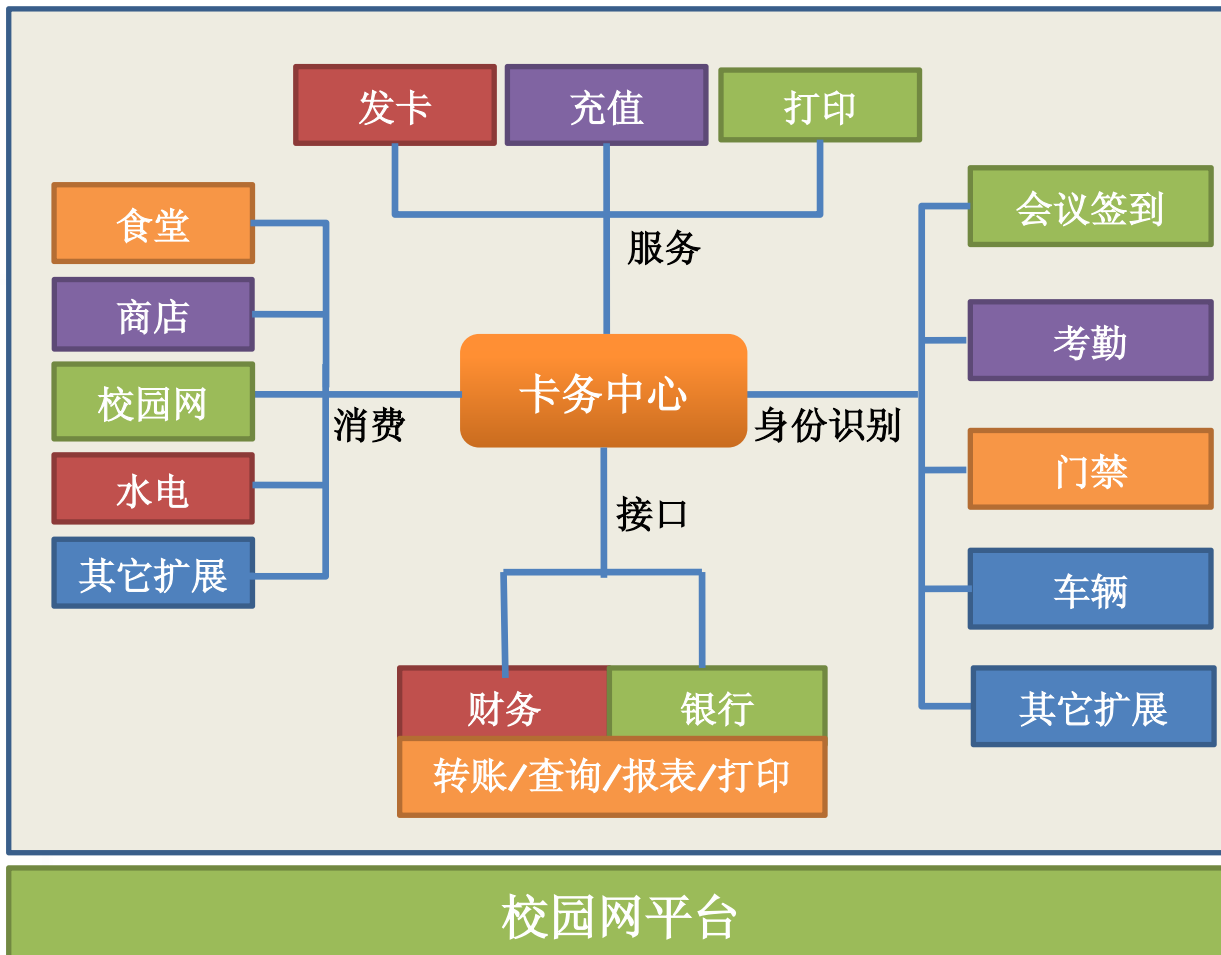 发卡
充值
打印
服务
食堂
商店
校园网
水电
其它扩展
消费
卡务中心
身份识别
会议签到
考勤
门禁
车辆
其它扩展
接口
财务
银行
转账/查询/报表/打印
校园网平台